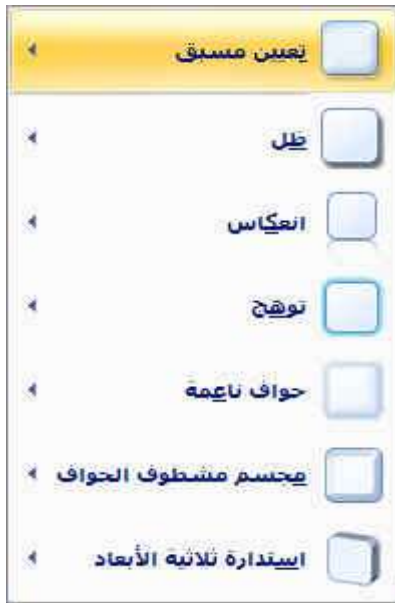 تعيين مسبق
ظل
انعكاس
توهج
حواف ناعمة
مجسم مشطوف الحواف
استدارة ثلاثية الأبعاد